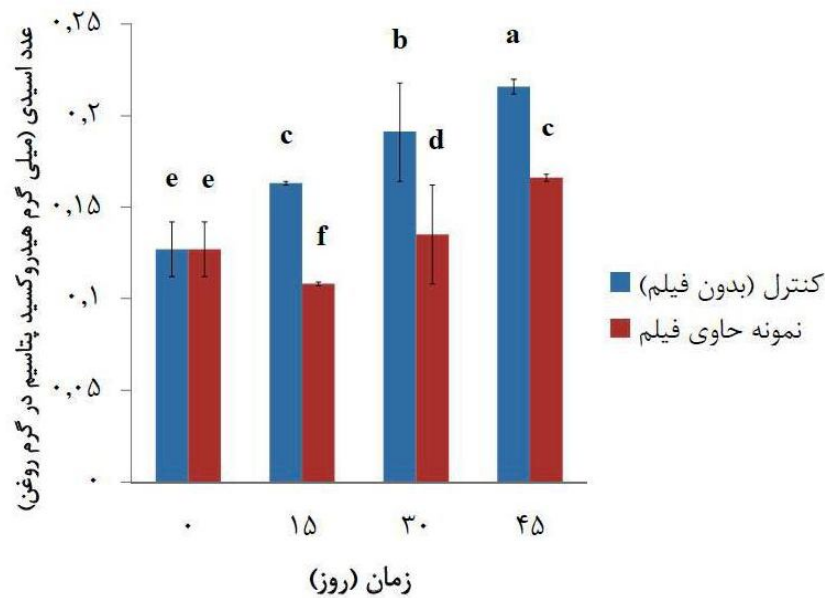 عدد اسیدی (میلی گرم هیدروکسید پتاسیم در گرم روغن)
۰,۲۵
۰,۲
۰,۱۵
۰,۱
۰,۰۵
۰
a
b
c
c
d
e e
f
کنترل (بدون فیلم)
نمونه حاوی فیلم
۰ ۱۵ ۳۰ ۴۵
زمان (روز)